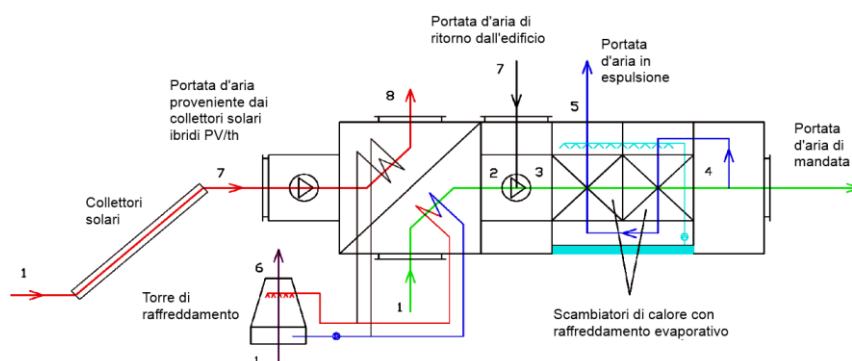 Portata d'aria di
ritorno dall'edificio
Portata
d'aria in
espulsione
Portata d'aria
proveniente dai
collettori solari
ibridi PV/th
8
7
5
Portata
d'aria di
mandata
7
2
3
4
Collettori
solari
1
6
Torre di
raffreddamento
1
1
Scambiatori di calore con
raffreddamento evaporativo